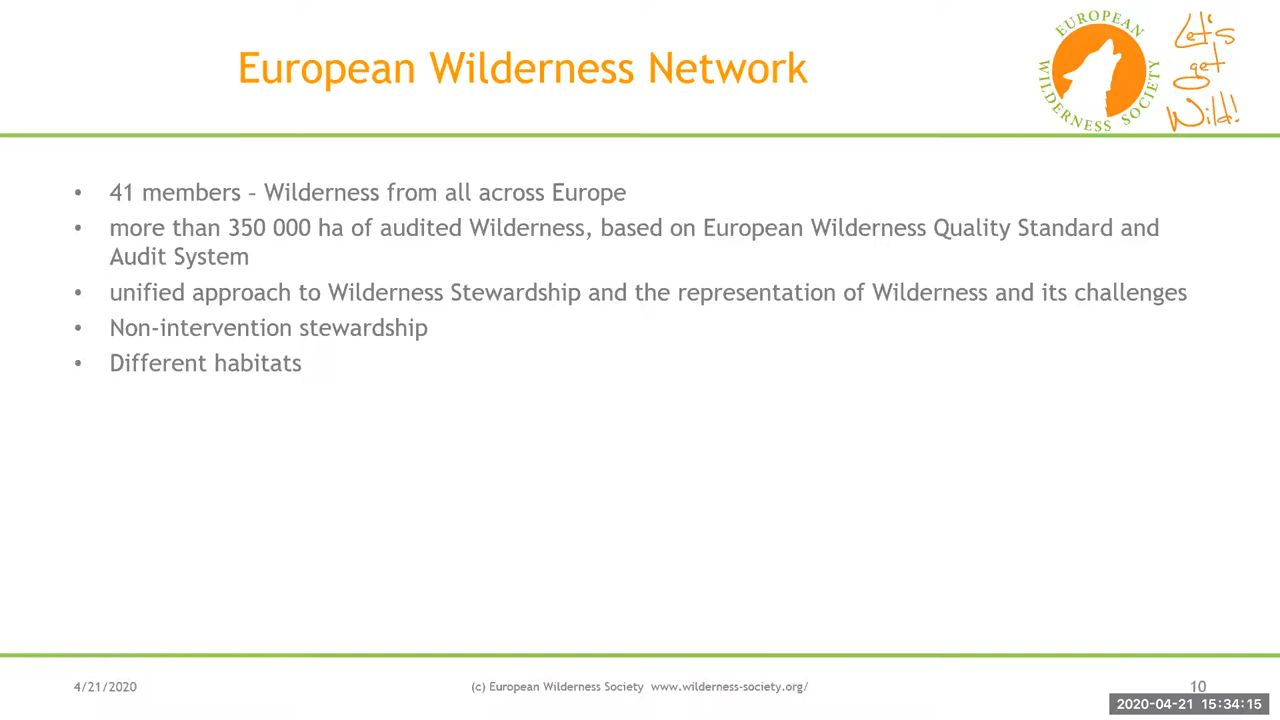 European Wilderness Network
EUROPEAN
WILDERNESS SOCIETY
Let's
get
Wild!
• 41 members – Wilderness from all across Europe
• more than 350 000 ha of audited Wilderness, based on European Wilderness Quality Standard and
Audit System
• unified approach to Wilderness Stewardship and the representation of Wilderness and its challenges
• Non-intervention stewardship
• Different habitats
4/21/2020
(c) European Wilderness Society www.wilderness-society.org/
10
2020-04-21 15:34:15